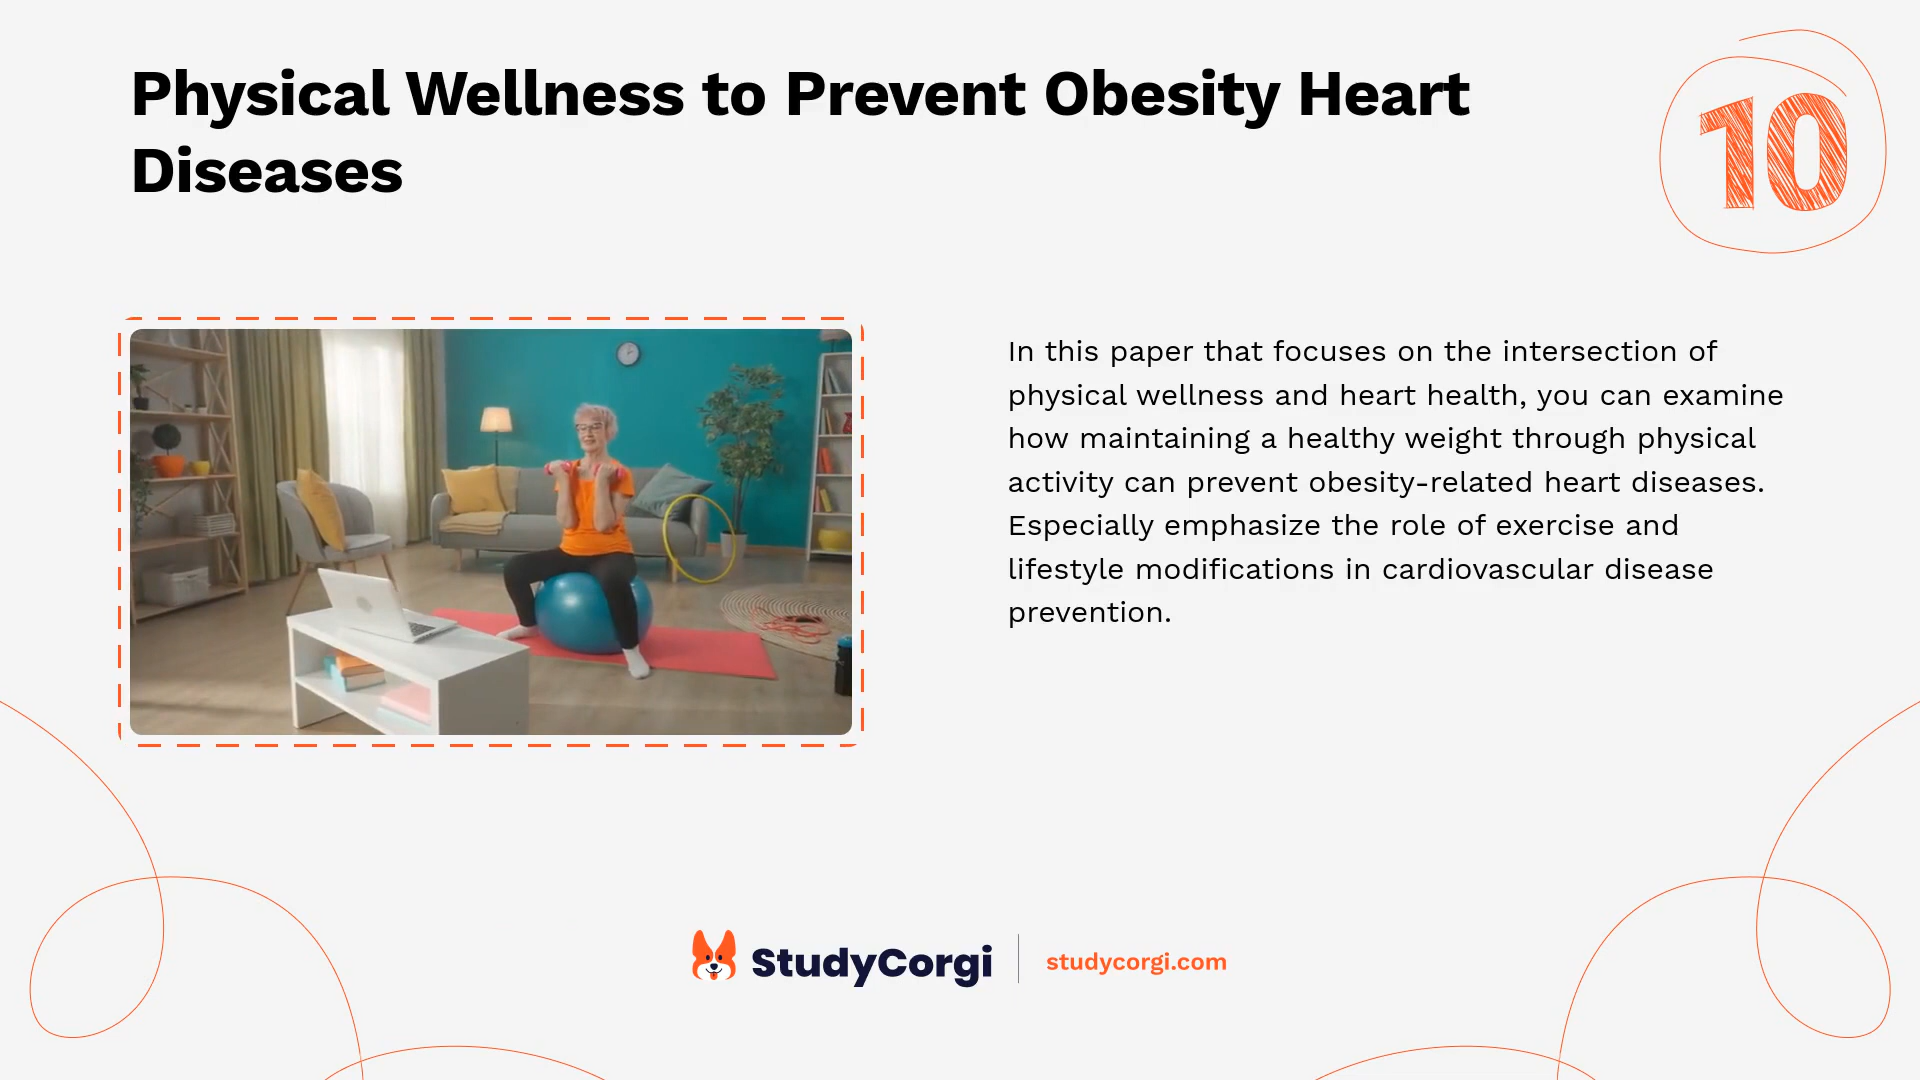 Physical Wellness to Prevent Obesity Heart
Diseases
10
In this paper that focuses on the intersection of
physical wellness and heart health, you can examine
how maintaining a healthy weight through physical
activity can prevent obesity-related heart diseases.
Especially emphasize the role of exercise and
lifestyle modifications in cardiovascular disease
prevention.
StudyCorgi
studycorgi.com